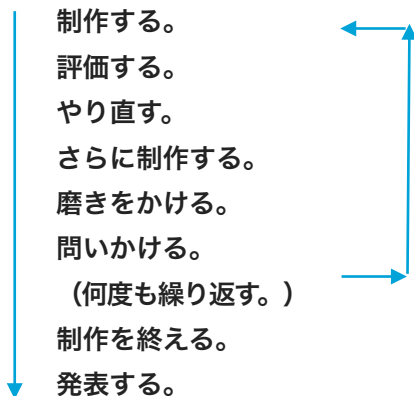 制作する。
評価する。
やり直す。
さらに制作する。
磨きをかける。
問いかける。
（何度も繰り返す。）
制作を終える。
発表する。